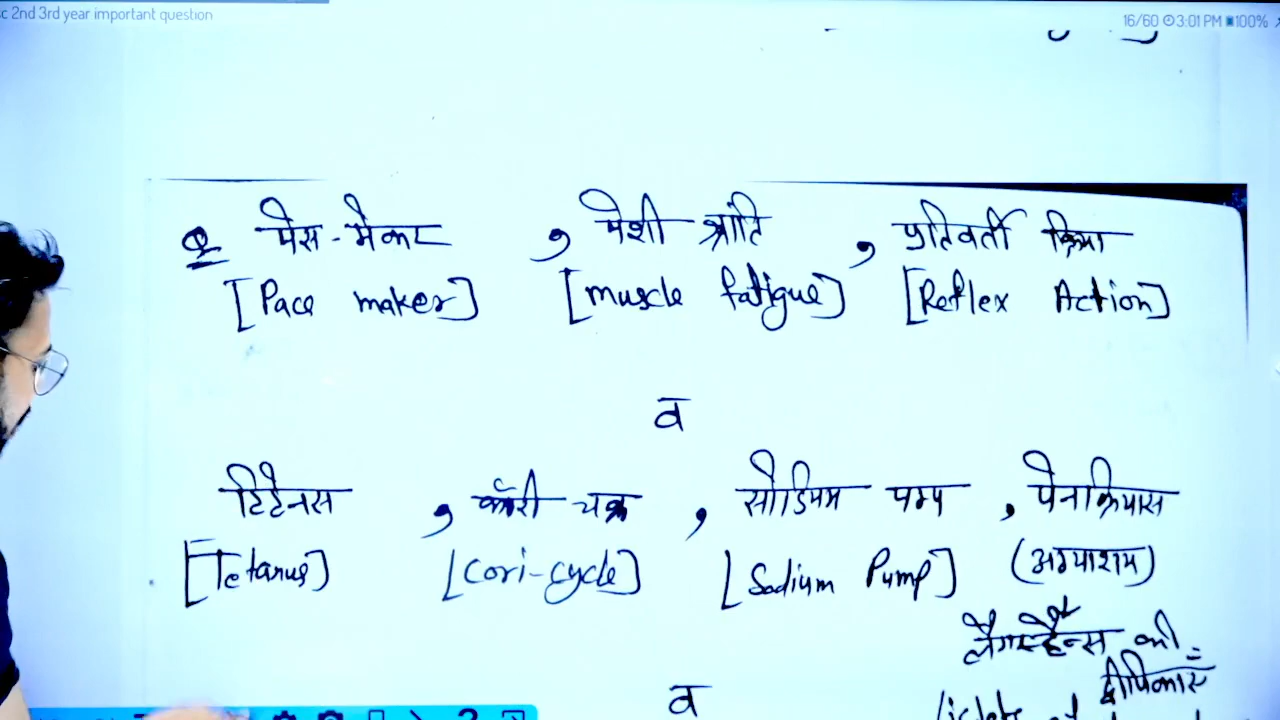 c 2nd 3rd year important question
16/60 3:01 PM 100%
Q पेस-मेकर , पेशी श्रांति , प्रतिवर्ती क्रिया
[Pace maker] [muscle fatigue] [Reflex Action]
व
टिटेनस , कॉरी चक्र , सोडियम पम्प , पेनक्रियास
[Tetanus] [Cori-cycle] [Sodium Pump] (अग्याशय)
लैंगरहैन्स की
द्वीपिकाएं
व